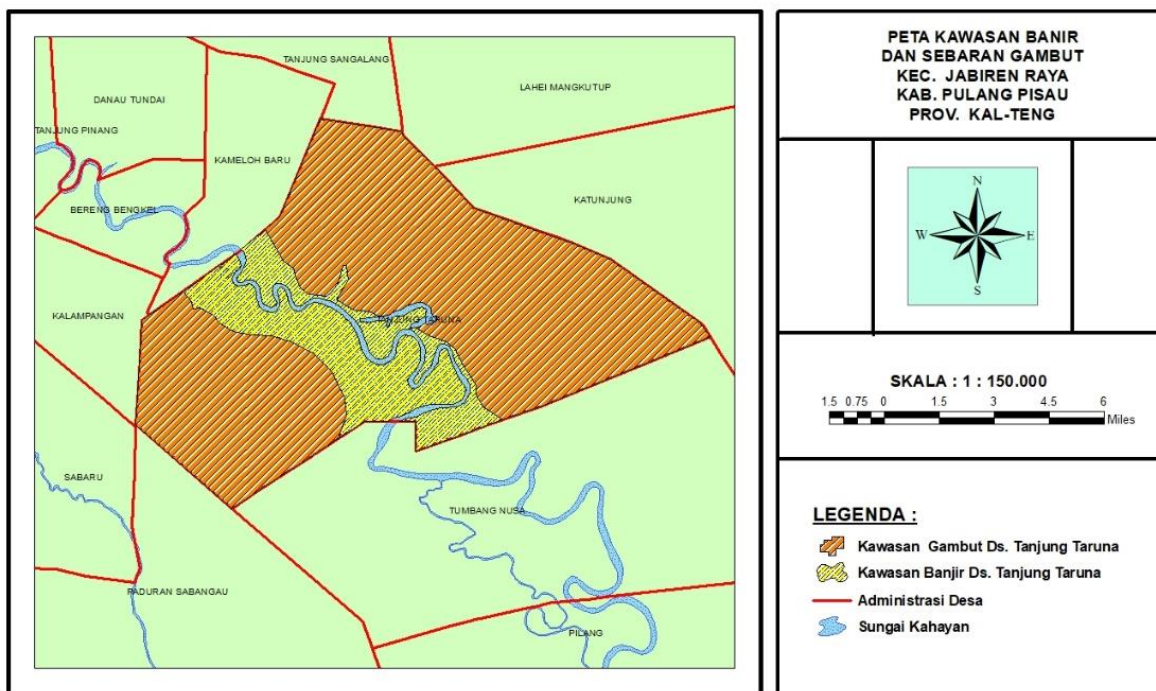 TANJUNG SANGALANG
LAHEI MANGKUTUP
DANAU TUNDAI
TANJUNG PINANG
KAMELOH BARU
KATUNJUNG
BERENG BENGKEL
KALAMPANGAN
TANJUNG TARUNA
SABARU
TUMBANG NUSA
PADURAN SABANGAU
PILANG
PETA KAWASAN BANIR
DAN SEBARAN GAMBUT
KEC. JABIREN RAYA
KAB. PULANG PISAU
PROV. KAL-TENG
N
W E
S
SKALA : 1 : 150.000
1.5 0.75 0 1.5 3 4.5 6
Miles
LEGENDA :
Kawasan Gambut Ds. Tanjung Taruna
Kawasan Banjir Ds. Tanjung Taruna
Administrasi Desa
Sungai Kahayan